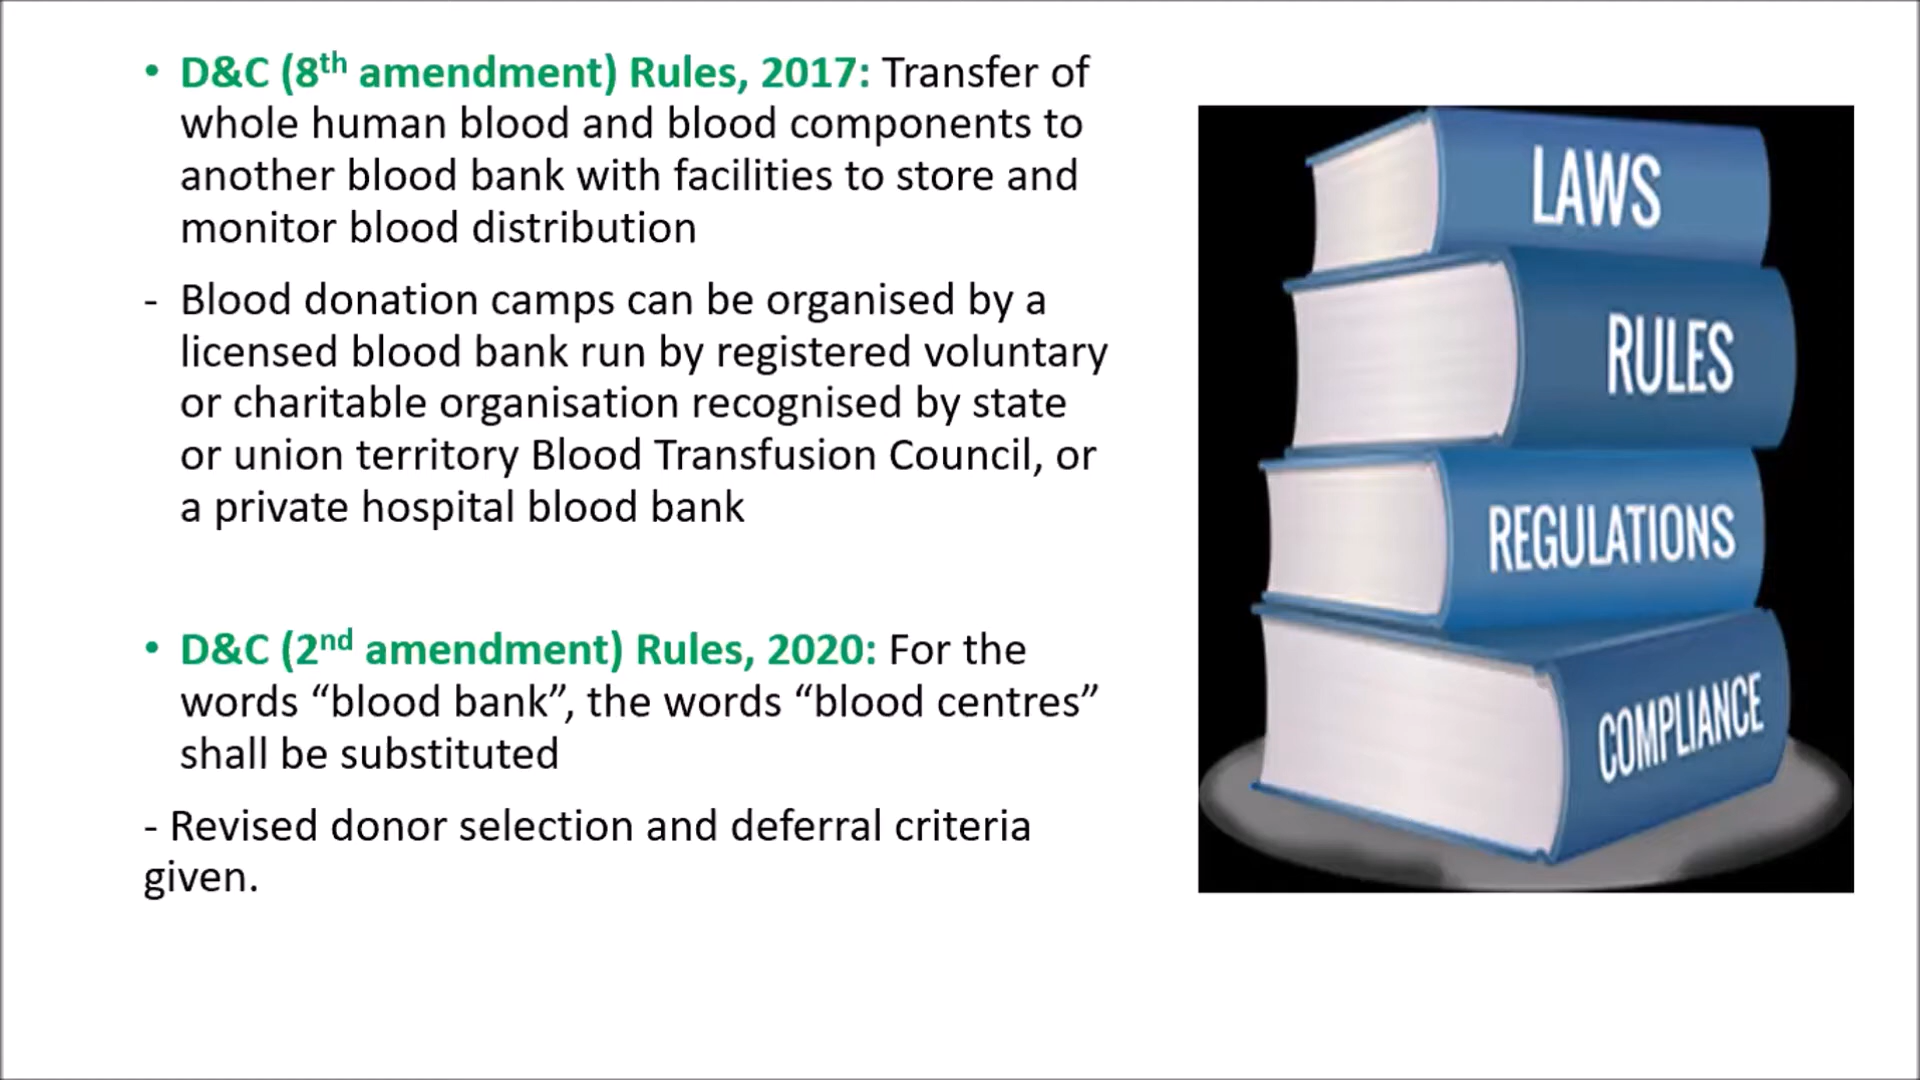 • D&C (8th amendment) Rules, 2017: Transfer of
whole human blood and blood components to
another blood bank with facilities to store and
monitor blood distribution
- Blood donation camps can be organised by a
licensed blood bank run by registered voluntary
or charitable organisation recognised by state
or union territory Blood Transfusion Council, or
a private hospital blood bank
• D&C (2nd amendment) Rules, 2020: For the
words “blood bank”, the words “blood centres”
shall be substituted
- Revised donor selection and deferral criteria
given.
LAWS
RULES
REGULATIONS
COMPLIANCE